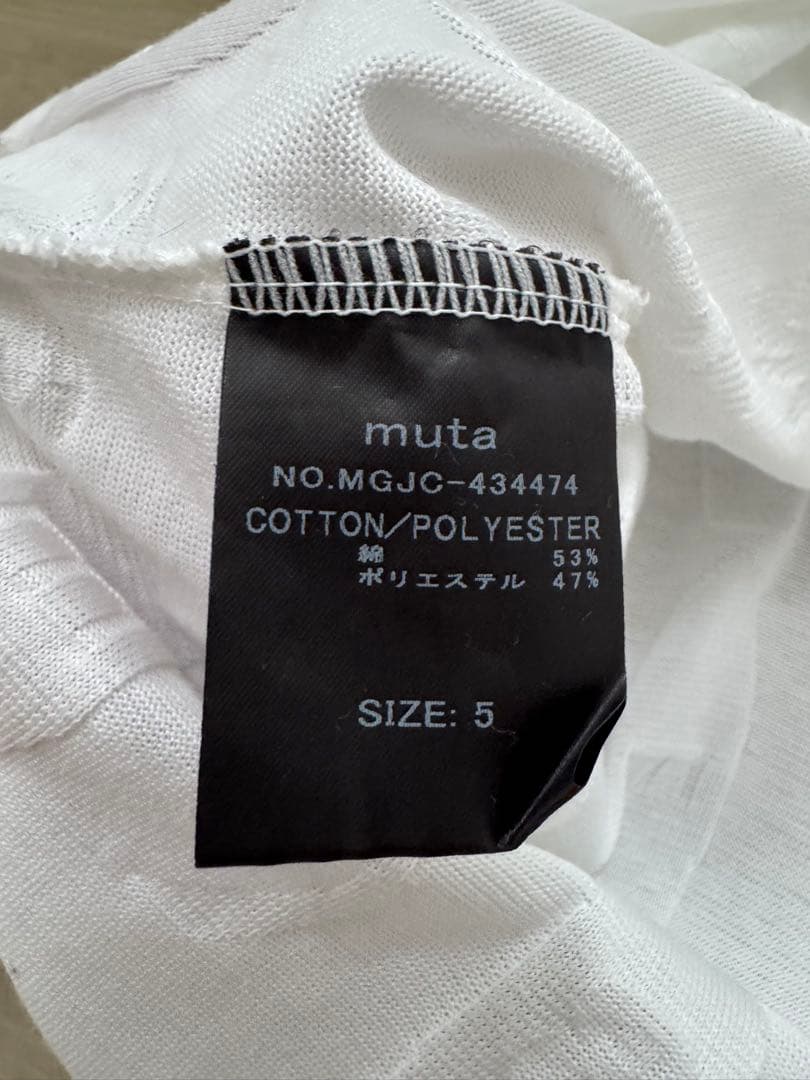 muta
NO.MGJC-434474
COTTON/POLYESTER
綿 53%
ポリエステル 47%
SIZE: 5